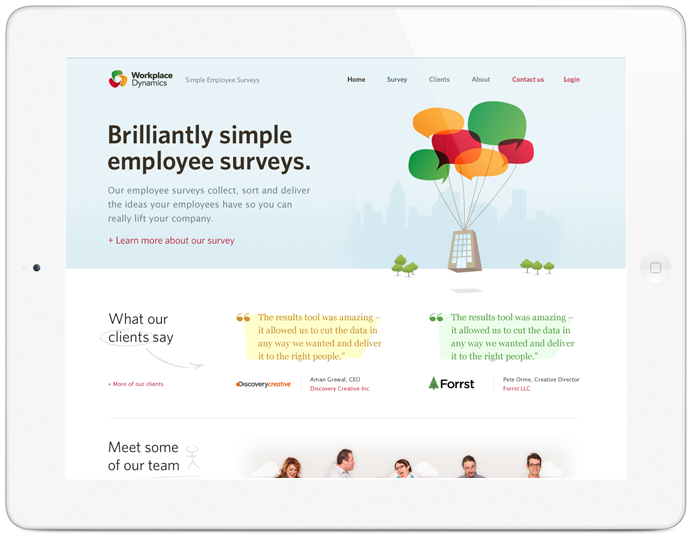 Workplace
Dynamics
Simple Employee Surveys
Home
Survey
Clients
About
Contact us
Login
Brilliantly simple
employee surveys.
Our employee surveys collect, sort and deliver
the ideas your employees have so you can
really lift your company.
+ Learn more about our survey
What our
clients say
+ More of our clients
“ The results tool was amazing –
it allowed us to cut the data in
any way we wanted and deliver
it to the right people.”
Discoverycreative
Aman Grewal, CEO
Discovery Creative Inc.
“ The results tool was amazing –
it allowed us to cut the data in
any way we wanted and deliver
it to the right people.”
Forrst
Pete Orme, Creative Director
Forrst LLC
Meet some
of our team